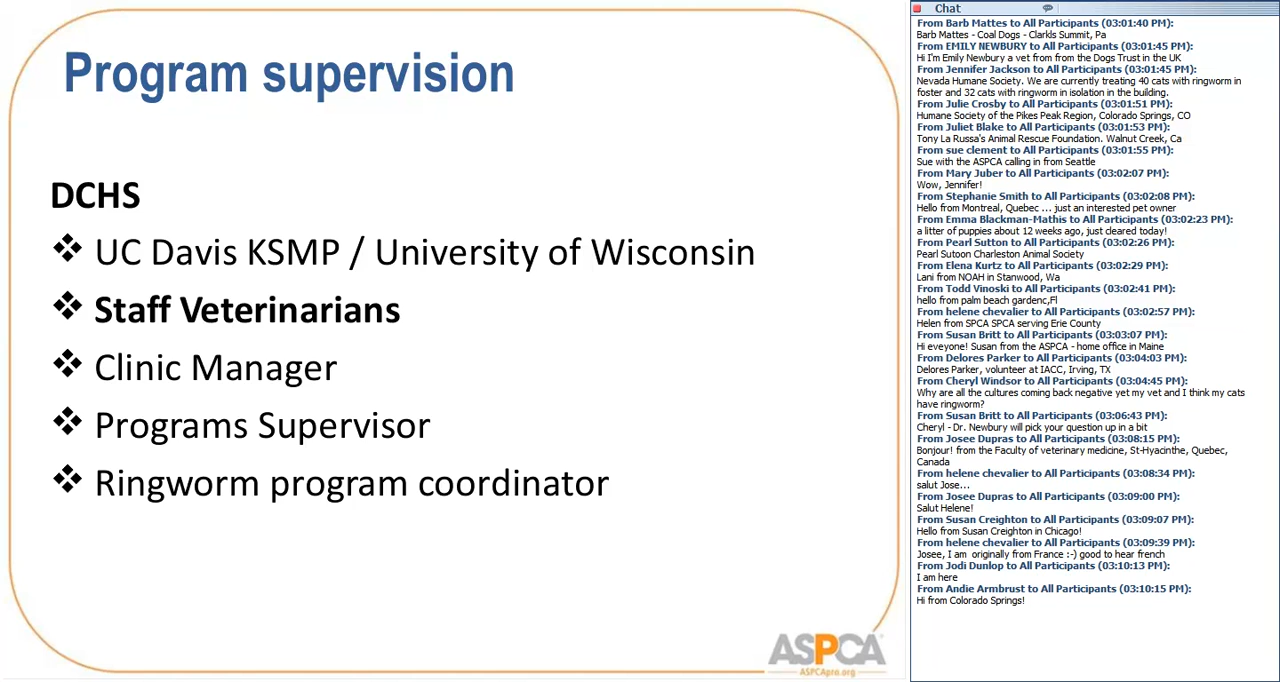 Program supervision
DCHS
❖ UC Davis KSMP / University of Wisconsin
❖ Staff Veterinarians
❖ Clinic Manager
❖ Programs Supervisor
❖ Ringworm program coordinator
ASPCA
ASPCApro.org
Chat
From Barb Mattes to All Participants (03:01:40 PM):
Barb Mattes - Coal Dogs - Clarkls Summit, Pa
From EMILY NEWBURY to All Participants (03:01:45 PM):
Hi I'm Emily Newbury a vet from from the Dogs Trust in the UK
From Jennifer Jackson to All Participants (03:01:45 PM):
Nevada Humane Society. We are currently treating 40 cats with ringworm in
foster and 32 cats with ringworm in isolation in the building.
From Julie Crosby to All Participants (03:01:51 PM):
Humane Society of the Pikes Peak Region, Colorado Springs, CO
From Juliet Blake to All Participants (03:01:53 PM):
Tony La Russa's Animal Rescue Foundation. Walnut Creek, Ca
From sue clement to All Participants (03:01:55 PM):
Sue with the ASPCA calling in from Seattle
From Mary Juber to All Participants (03:02:07 PM):
Wow, Jennifer!
From Stephanie Smith to All Participants (03:02:08 PM):
Hello from Montreal, Quebec ... just an interested pet owner
From Emma Blackman-Mathis to All Participants (03:02:23 PM):
a litter of puppies about 12 weeks ago, just cleared today!
From Pearl Sutton to All Participants (03:02:26 PM):
Pearl Sutoon Charleston Animal Society
From Elena Kurtz to All Participants (03:02:29 PM):
Lani from NOAH in Stanwood, Wa
From Todd Vinoski to All Participants (03:02:41 PM):
hello from palm beach gardenc,Fl
From helene chevalier to All Participants (03:02:57 PM):
Helen from SPCA SPCA serving Erie County
From Susan Britt to All Participants (03:03:07 PM):
Hi eveyone! Susan from the ASPCA - home office in Maine
From Delores Parker to All Participants (03:04:03 PM):
Delores Parker, volunteer at IACC, Irving, TX
From Cheryl Windsor to All Participants (03:04:45 PM):
Why are all the cultures coming back negative yet my vet and I think my cats
have ringworm?
From Susan Britt to All Participants (03:06:43 PM):
Cheryl - Dr. Newbury will pick your question up in a bit
From Josee Dupras to All Participants (03:08:15 PM):
Bonjour! from the Faculty of veterinary medicine, St-Hyacinthe, Quebec,
Canada
From helene chevalier to All Participants (03:08:34 PM):
salut Jose...
From Josee Dupras to All Participants (03:09:00 PM):
Salut Helene!
From Susan Creighton to All Participants (03:09:07 PM):
Hello from Susan Creighton in Chicago!
From helene chevalier to All Participants (03:09:39 PM):
Josee, I am originally from France :-) good to hear french
From Jodi Dunlop to All Participants (03:10:13 PM):
I am here
From Andie Armbrust to All Participants (03:10:15 PM):
Hi from Colorado Springs!